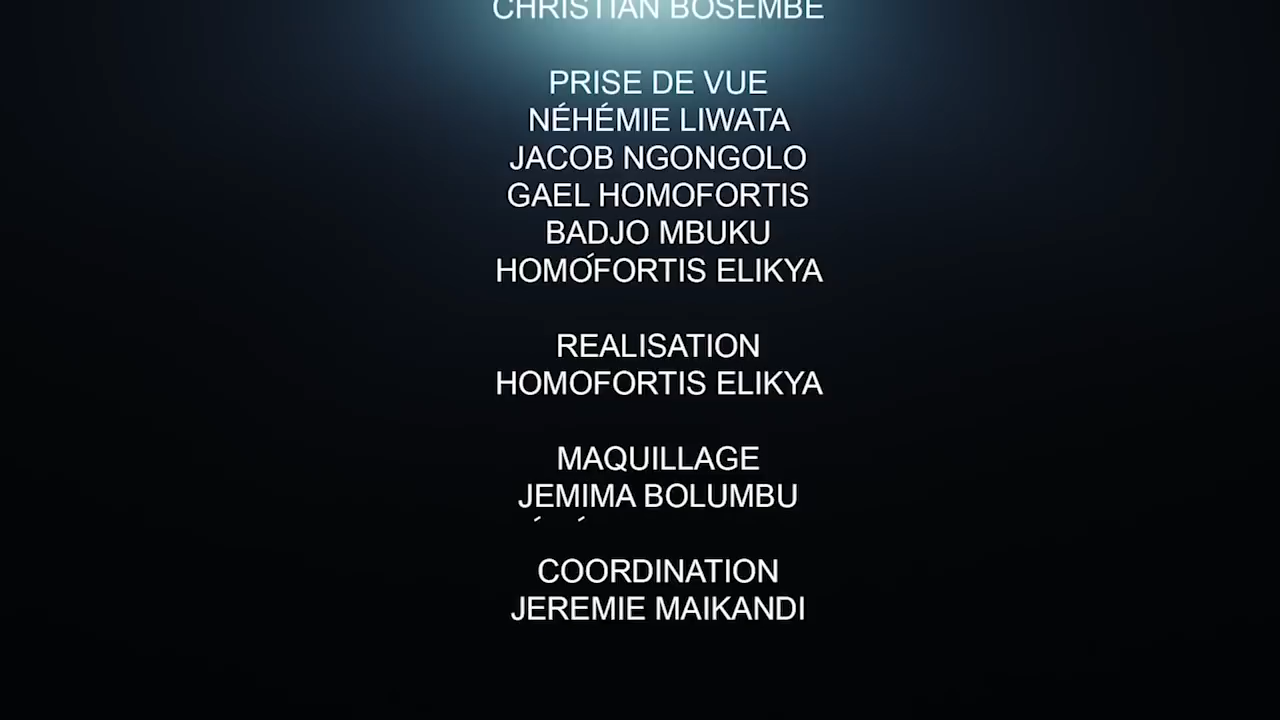 CHRISTIAN BOSEMBE
PRISE DE VUE
NÉHÉMIE LIWATA
JACOB NGONGOLO
GAEL HOMOFORTIS
BADJO MBUKU
HOMOFORTIS ELIKYA
REALISATION
HOMOFORTIS ELIKYA
MAQUILLAGE
JEMIMA BOLUMBU
COORDINATION
JEREMIE MAIKANDI